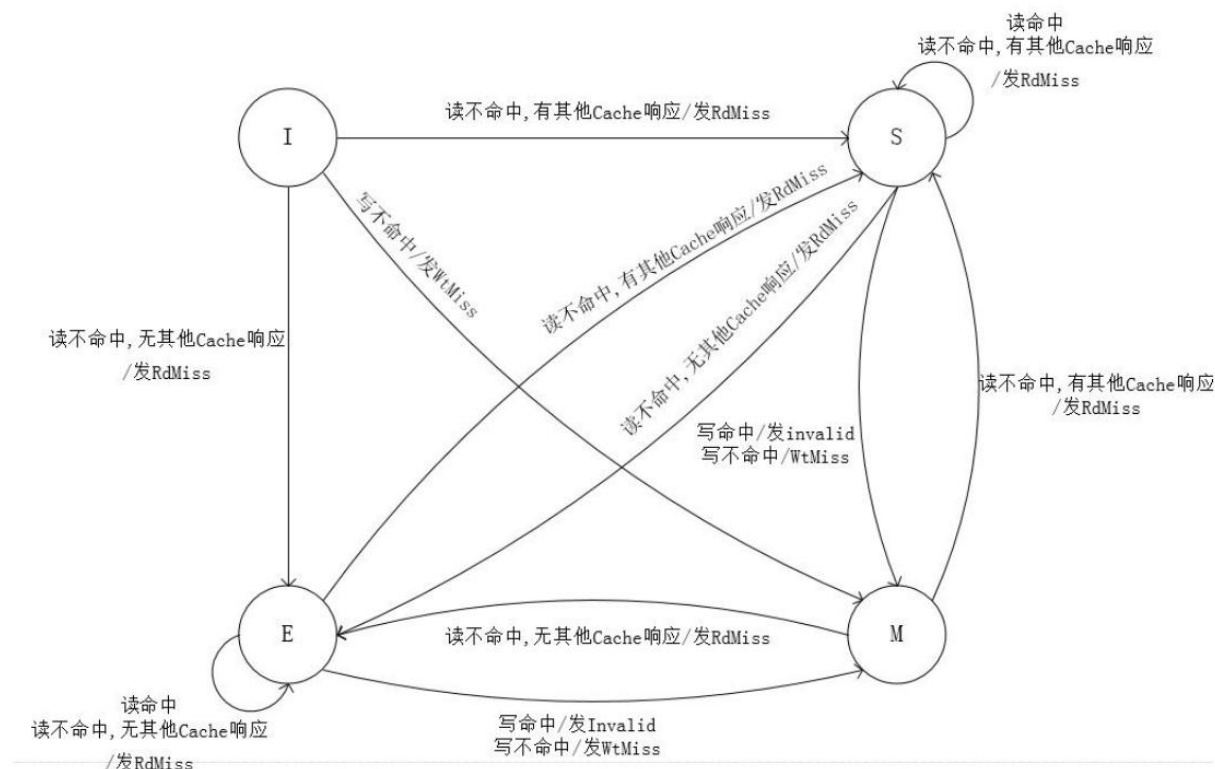 读命中
读不命中,有其他Cache响应
/发RdMiss
I
读不命中,有其他Cache响应/发RdMiss
S
写不命中/发WtMiss
读不命中,有其他Cache响应/发RdMiss
读不命中,无其他Cache响应/发RdMiss
读不命中,无其他Cache响应
/发RdMiss
读不命中,有其他Cache响应
/发RdMiss
写命中/发invalid
写不命中/WtMiss
E
读不命中,无其他Cache响应/发RdMiss
M
读命中
读不命中,无其他Cache响应
/发RdMiss
写命中/发Invalid
写不命中/发WtMiss